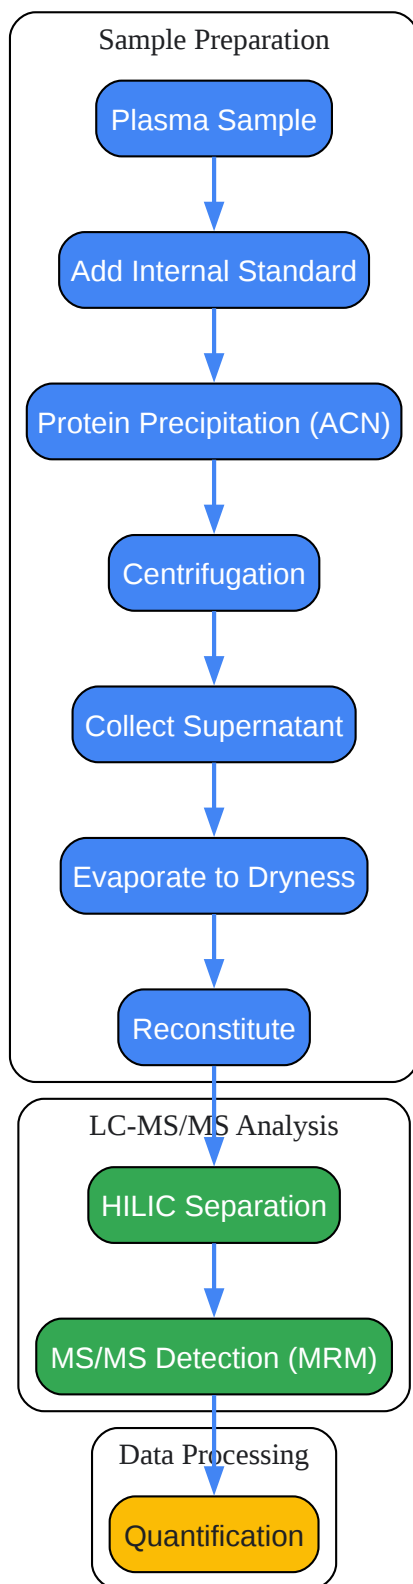 Sample Preparation
Plasma Sample
Add Internal Standard
Protein Precipitation (ACN)
Centrifugation
Collect Supernatant
Evaporate to Dryness
Reconstitute
LC-MS/MS Analysis
HILIC Separation
MS/MS Detection (MRM)
Data Processing
Quantification